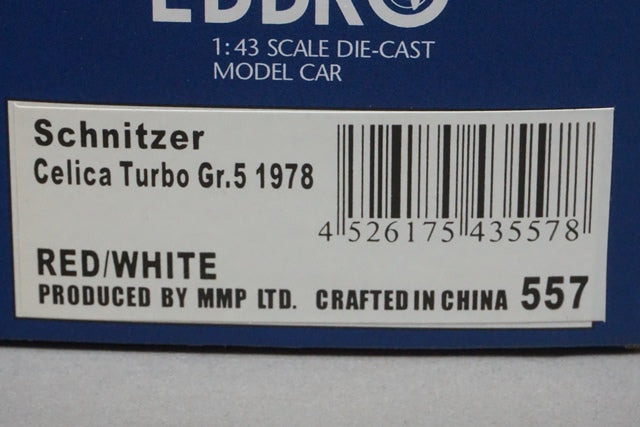 EBBRO
1:43 SCALE DIE-CAST
MODEL CAR
Schnitzer
Celica Turbo Gr.5 1978
4 526175 435578
RED/WHITE
PRODUCED BY MMP LTD. CRAFTED IN CHINA 557